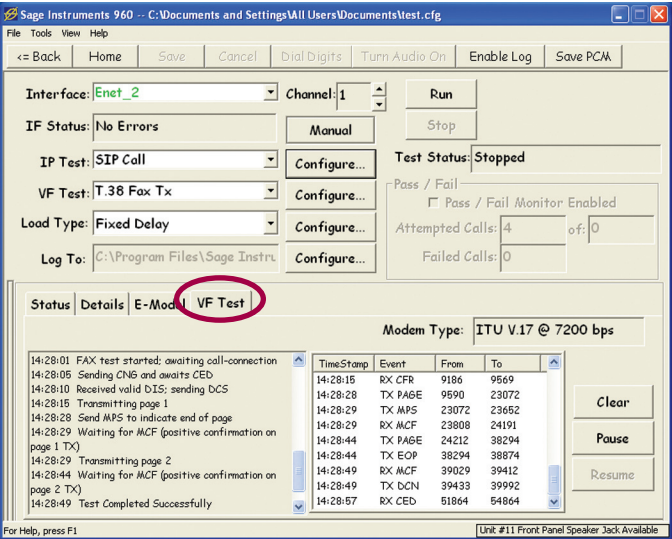 Sage Instruments 960 -- C:\Documents and Settings\All Users\Documents\test.cfg
File Tools View Help
<= Back Home Save Cancel Dial Digits Turn Audio On Enable Log Save PCM
Interface: Enet_2 Channel: 1 Run
IF Status: No Errors Manual Stop
IP Test: SIP Call Configure... Test Status: Stopped
Pass / Fail
VF Test: T.38 Fax Tx Configure... Pass / Fail Monitor Enabled
Load Type: Fixed Delay Configure... Attempted Calls: 4 of: 0
Log To: C:\Program Files\Sage Instru Configure... Failed Calls: 0
Status Details E-Model VF Test
Modem Type: ITU V.17 @ 7200 bps
14:28:01 FAX test started; awaiting call-connection
14:28:05 Sending CNG and awaits CED
14:28:10 Received valid DIS; sending DCS
14:28:15 Transmitting page 1
14:28:28 Send MPS to indicate end of page
14:28:29 Waiting for MCF (positive confirmation on
page 1 TX)
14:28:29 Transmitting page 2
14:28:44 Waiting for MCF (positive confirmation on
page 2 TX)
14:28:49 Test Completed Successfully
TimeStamp Event From To
14:28:15 RX CFR 9186 9569
14:28:28 TX PAGE 9590 23072
14:28:29 TX MPS 23072 23652
14:28:29 RX MCF 23808 24191
14:28:44 TX PAGE 24212 38294
14:28:44 TX EOP 38294 38874
14:28:49 RX MCF 39029 39412
14:28:49 TX DCN 39433 39992
14:28:57 RX CED 51864 54864
Clear
Pause
Resume
For Help, press F1 Unit #11 Front Panel Speaker Jack Available